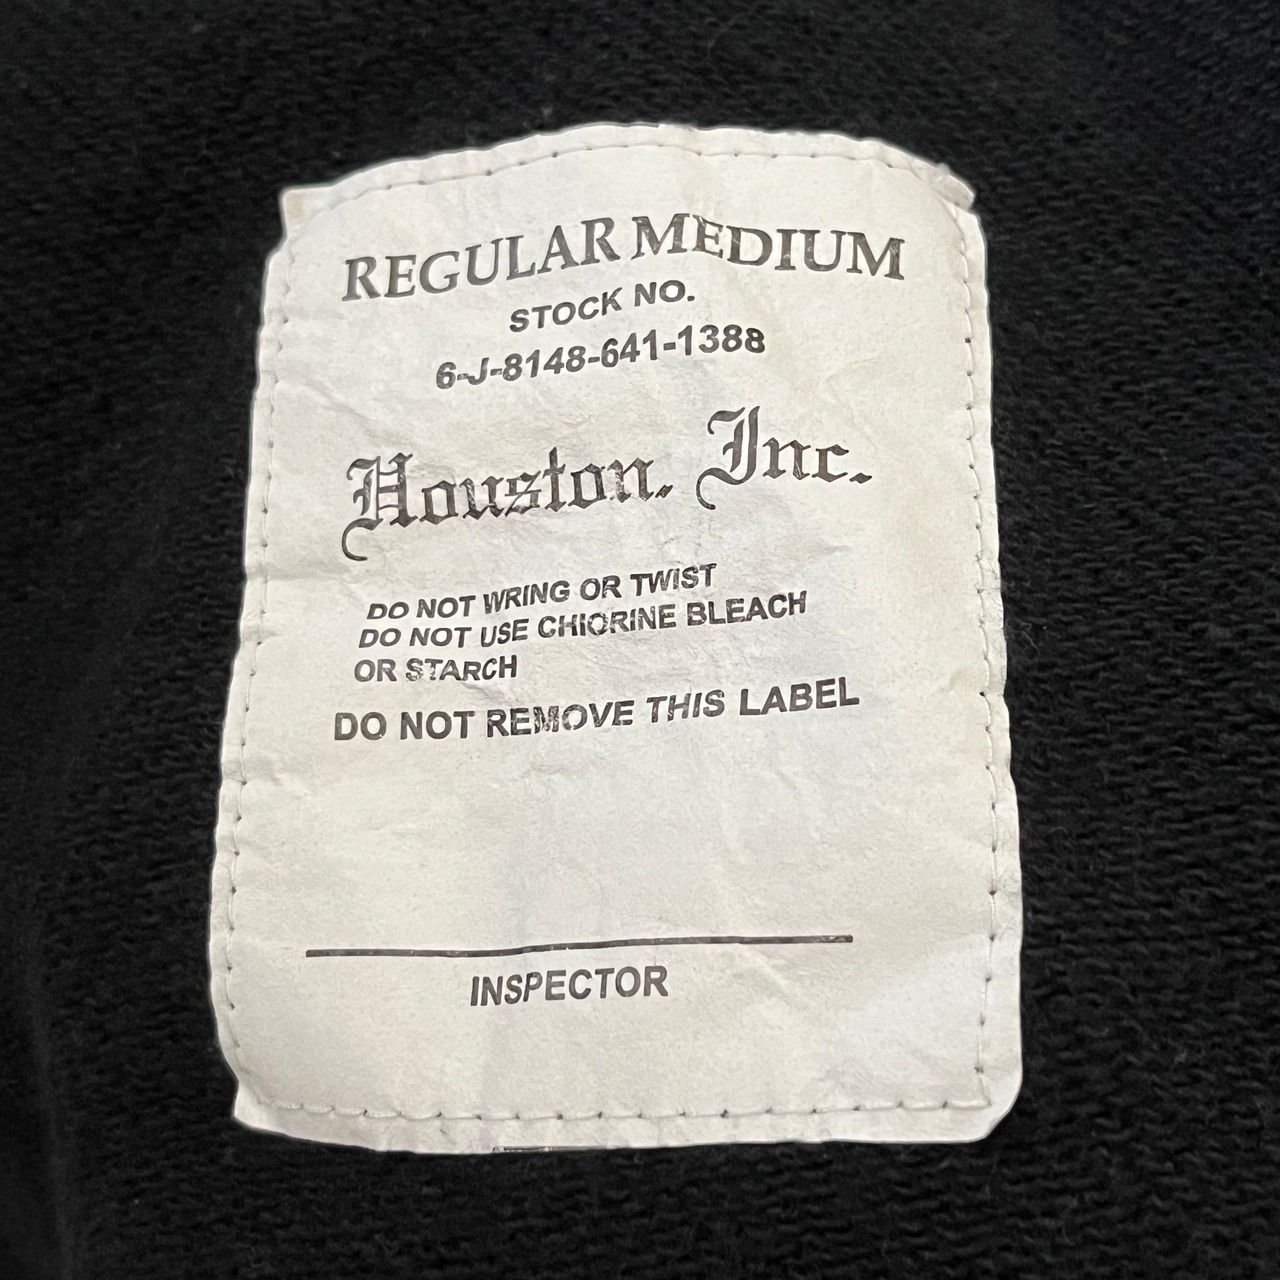 REGULAR MEDIUM
STOCK NO.
6-J-8148-641-1388
Houston. Inc.
DO NOT WRING OR TWIST
DO NOT USE CHIORINE BLEACH
OR STARCH
DO NOT REMOVE THIS LABEL
INSPECTOR